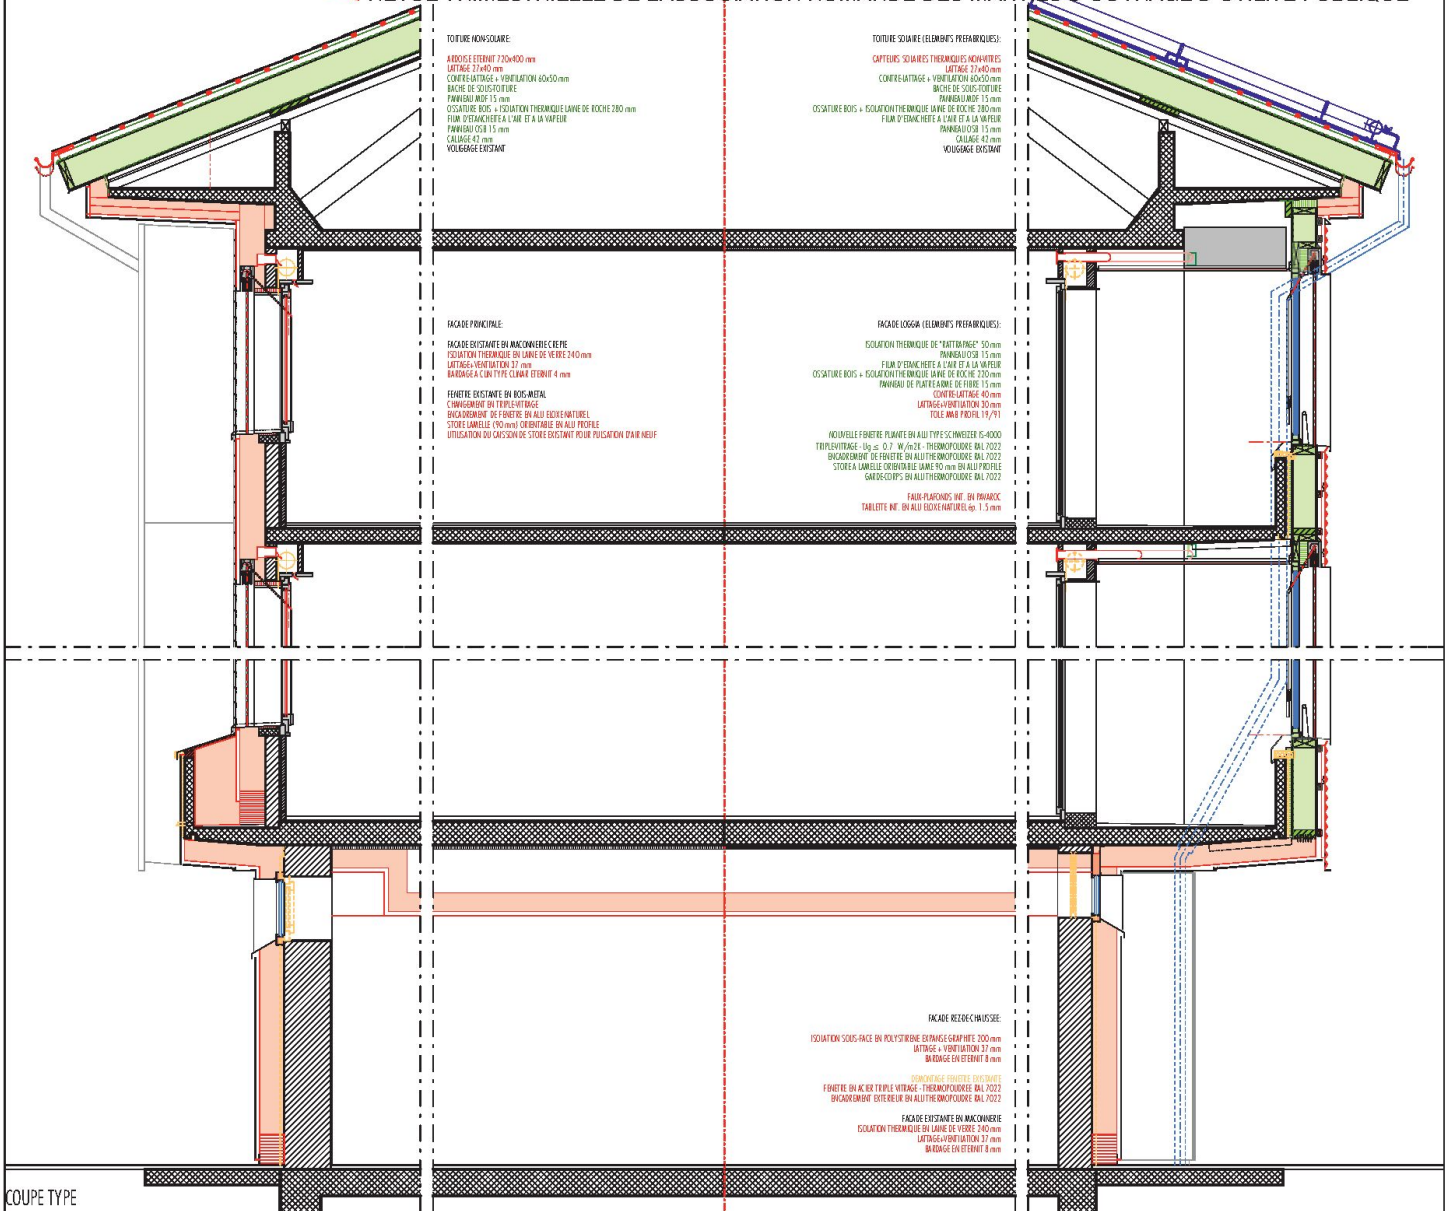 TOITURE NON-SOLAIRE:
ARDOISE ETERNIT 720x400 mm
LATTAGE 27x40 mm
CONTRE-LATTAGE + VENTILATION 60x50 mm
BACHE DE SOUS-TOITURE
PANNEAU MDF 15 mm
OSSATURE BOIS + ISOLATION THERMIQUE LAINE DE ROCHE 280 mm
FILM D'ETANCHEITE A L'AIR ET A LA VAPEUR
PANNEAU OSB 15 mm
CALLAGE 42 mm
VOLIGEAGE EXISTANT
TOITURE SOLAIRE (ELEMENTS PREFABRIQUES):
CAPTEURS SOLAIRES THERMIQUES NON-VITRES
LATTAGE 27x40 mm
CONTRE-LATTAGE + VENTILATION 60x50 mm
BACHE DE SOUS-TOITURE
PANNEAU MDF 15 mm
OSSATURE BOIS + ISOLATION THERMIQUE LAINE DE ROCHE 280 mm
FILM D'ETANCHEITE A L'AIR ET A LA VAPEUR
PANNEAU OSB 15 mm
CALLAGE 42 mm
VOLIGEAGE EXISTANT
FACADE PRINCIPALE:
FACADE EXISTANTE EN MACONNERIE CREPIE
ISOLATION THERMIQUE EN LAINE DE VERRE 240 mm
LATTAGE+VENTILATION 37 mm
BARDAGE A CLIN TYPE CLINAR ETERNIT 4 mm
FENETRE EXISTANTE EN BOIS-METAL
CHANGEMENT EN TRIPLE-VITRAGE
ENCADREMENT DE FENETRE EN ALU ELOXE NATUREL
STORE LAMELLE (90 mm) ORIENTABLE EN ALU PROFILE
UTILISATION DU CAISSON DE STORE EXISTANT POUR PULSATION D'AIR NEUF
FACADE LOGGIA (ELEMENTS PREFABRIQUES):
ISOLATION THERMIQUE DE "RATTRAPAGE" 50 mm
PANNEAU OSB 15 mm
FILM D'ETANCHEITE A L'AIR ET A LA VAPEUR
OSSATURE BOIS + ISOLATION THERMIQUE LAINE DE ROCHE 220 mm
PANNEAU DE PLATRE ARME DE FIBRE 15 mm
CONTRE-LATTAGE 40 mm
LATTAGE+VENTILATION 30 mm
TOLE MAB PROFIL 19/91
NOUVELLE FENETRE PLIANTE EN ALU TYPE SCHWEIZER IS-4000
TRIPLE-VITRAGE - Ug ≤ 0.7 W/m2K - THERMOPOUDRE RAL 7022
ENCADREMENT DE FENETRE EN ALU THERMOPOUDRE RAL 7022
STORE A LAMELLE ORIENTABLE LAME 90 mm EN ALU PROFILE
GARDE-CORPS EN ALU THERMOPOUDRE RAL 7022
FAUX-PLAFONDS INT. EN PAVAROC
TABLETTE INT. EN ALU ELOXE NATUREL ép. 1.5 mm
FACADE REZ-DE-CHAUSSEE:
ISOLATION SOUS-FACE EN POLYSTIRENE EXPANSE GRAPHITE 200 mm
LATTAGE + VENTILATION 37 mm
BARDAGE EN ETERNIT 8 mm
DEMONTAGE FENETRE EXISTANTE
FENETRE EN ACIER TRIPLE VITRAGE - THERMOPOUDREE RAL 7022
ENCADREMENT EXTERIEUR EN ALU THERMOPOUDRE RAL 7022
FACADE EXISTANTE EN MACONNERIE
ISOLATION THERMIQUE EN LAINE DE VERRE 240 mm
LATTAGE+VENTILATION 37 mm
BARDAGE EN ETERNIT 8 mm
COUPE TYPE